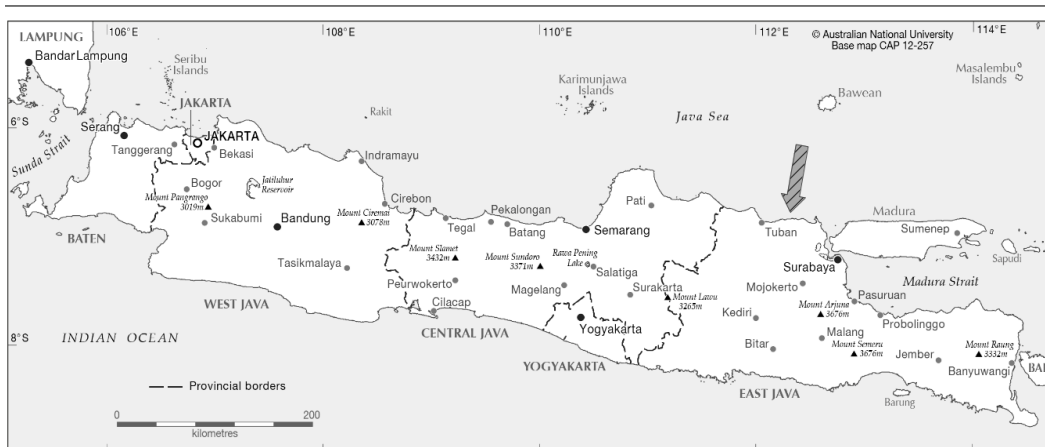 106°E
108°E
110°E
112°E
114°E
© Australian National University
Base map CAP 12-257
LAMPUNG
BandarLampung
Seribu
Islands
Karimunjawa
Islands
Bawean
Masalembu
Islands
JAKARTA
Rakit
Java Sea
6°S
Serang
JAKARTA
Sunda Strait
Tanggerang
Bekasi
Indramayu
Bogor
Jatiluhur
Reservoir
Mount Pangrango
3019m
Cirebon
Pati
Sukabumi
Bandung
Mount Ciremai
3078m
Tegal
Pekalongan
Batang
Semarang
Tuban
Madura
Sumenep
BATEN
Mount Slamet
3432m
Mount Sundoro
3371m
Rawa Pening
Lake
Salatiga
Surabaya
Sapudi
Tasikmalaya
Peurwokerto
Magelang
Surakarta
Mount Lawu
3265m
Mojokerto
Madura Strait
WEST JAVA
Cilacap
Mount Arjuna
3676m
Pasuruan
CENTRAL JAVA
Yogyakarta
Kediri
Probolinggo
INDIAN OCEAN
8°S
Malang
Bitar
Mount Semeru
3676m
Mount Raung
3332m
YOGYAKARTA
Jember
Banyuwangi
BAL
Provincial borders
EAST JAVA
Barung
0
200
kilometres